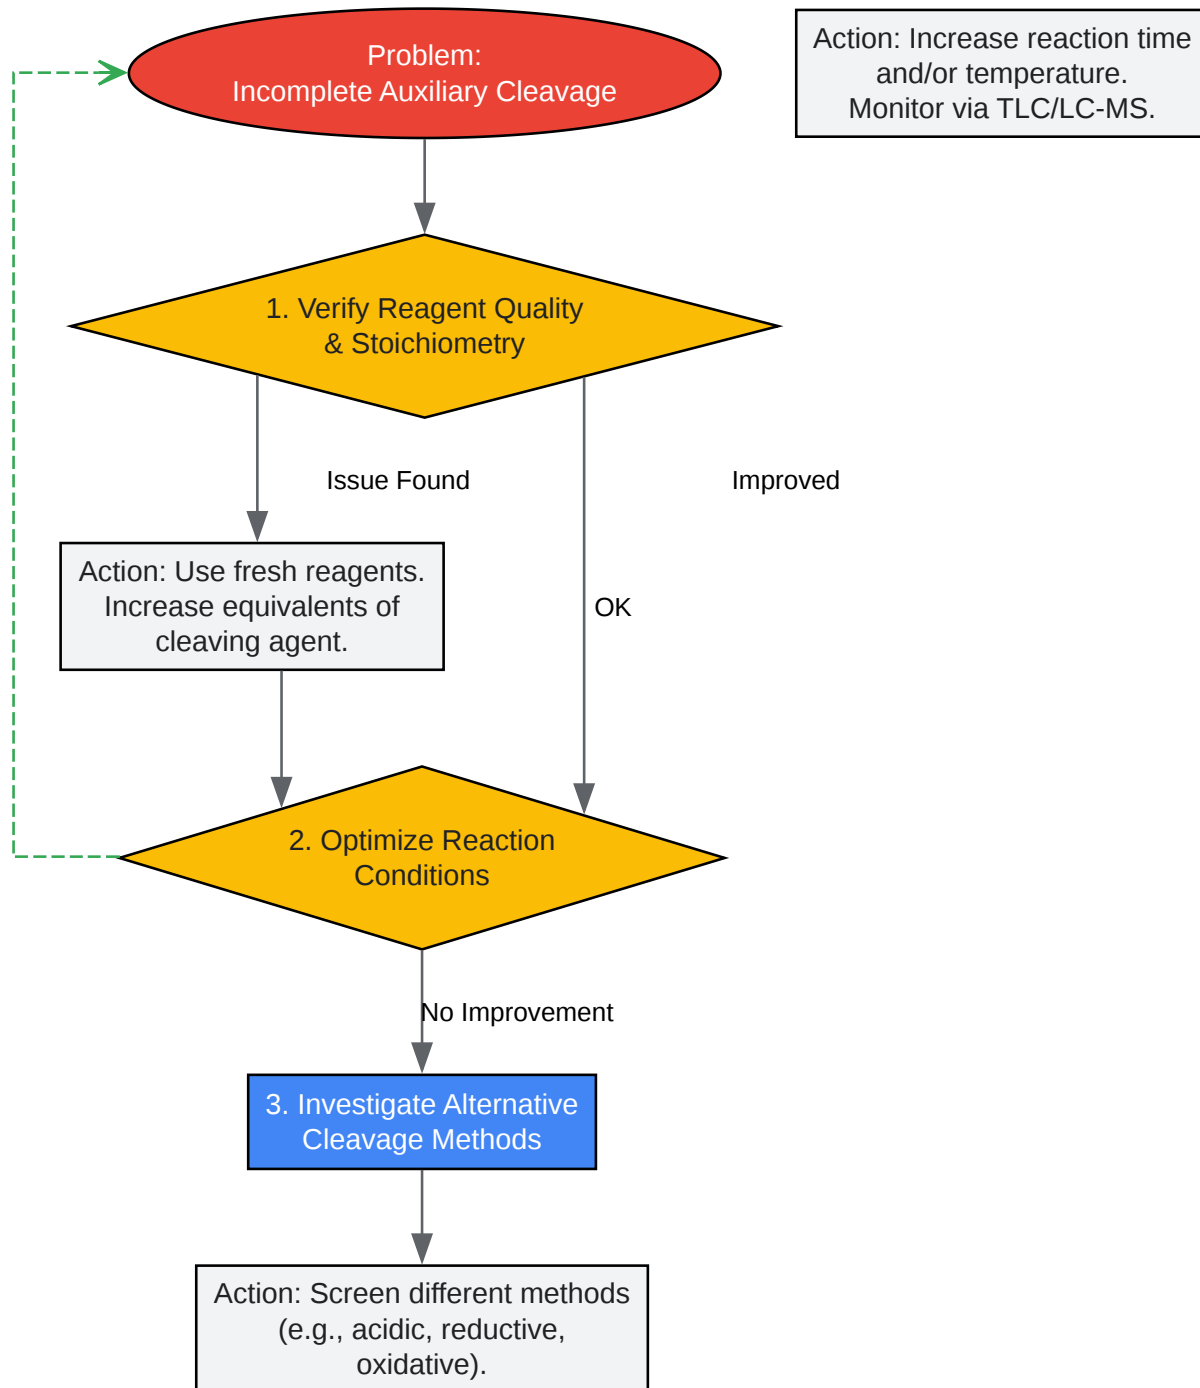 Problem:
Incomplete Auxiliary Cleavage
Action: Increase reaction time
and/or temperature.
Monitor via TLC/LC-MS.
1. Verify Reagent Quality
& Stoichiometry
Issue Found
Improved
Action: Use fresh reagents.
Increase equivalents of
cleaving agent.
OK
2. Optimize Reaction
Conditions
No Improvement
3. Investigate Alternative
Cleavage Methods
Action: Screen different methods
(e.g., acidic, reductive,
oxidative).